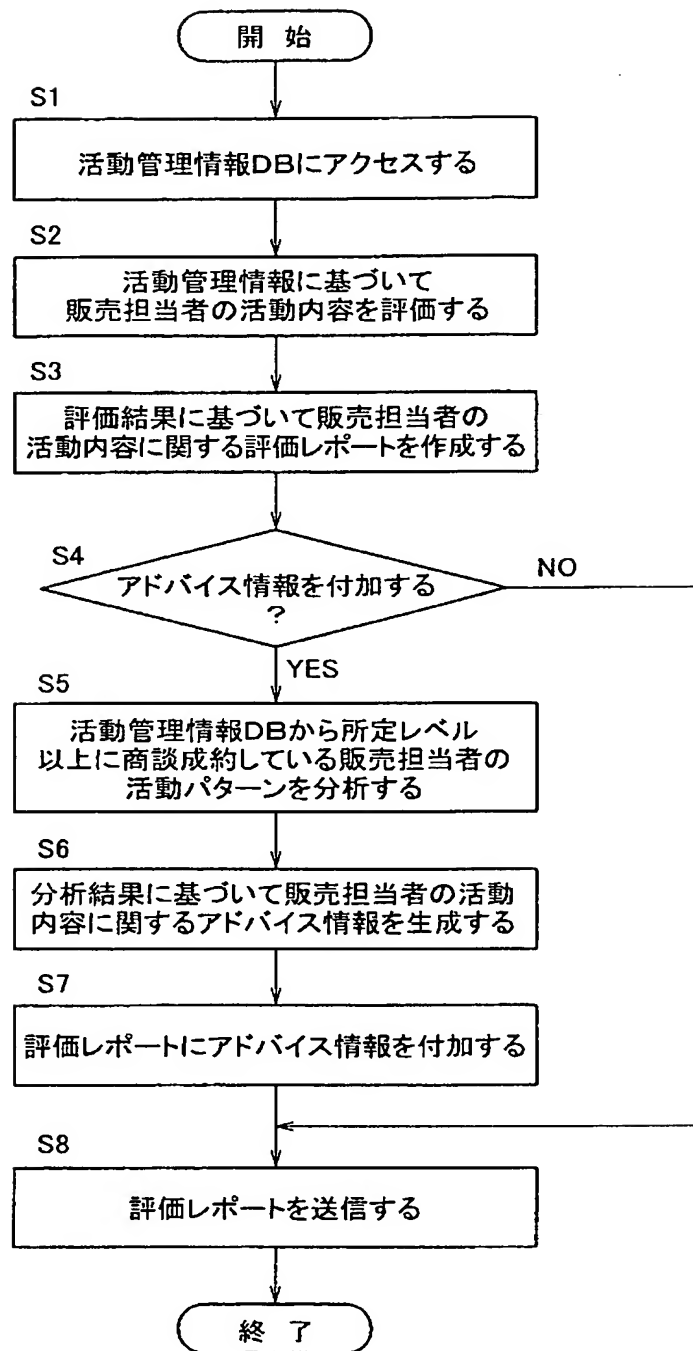 開 始
S1
活動管理情報DBにアクセスする
S2
活動管理情報に基づいて
販売担当者の活動内容を評価する
S3
評価結果に基づいて販売担当者の
活動内容に関する評価レポートを作成する
S4
アドバイス情報を付加する
?
NO
YES
S5
活動管理情報DBから所定レベル
以上に商談成約している販売担当者の
活動パターンを分析する
S6
分析結果に基づいて販売担当者の活動
内容に関するアドバイス情報を生成する
S7
評価レポートにアドバイス情報を付加する
S8
評価レポートを送信する
終 了